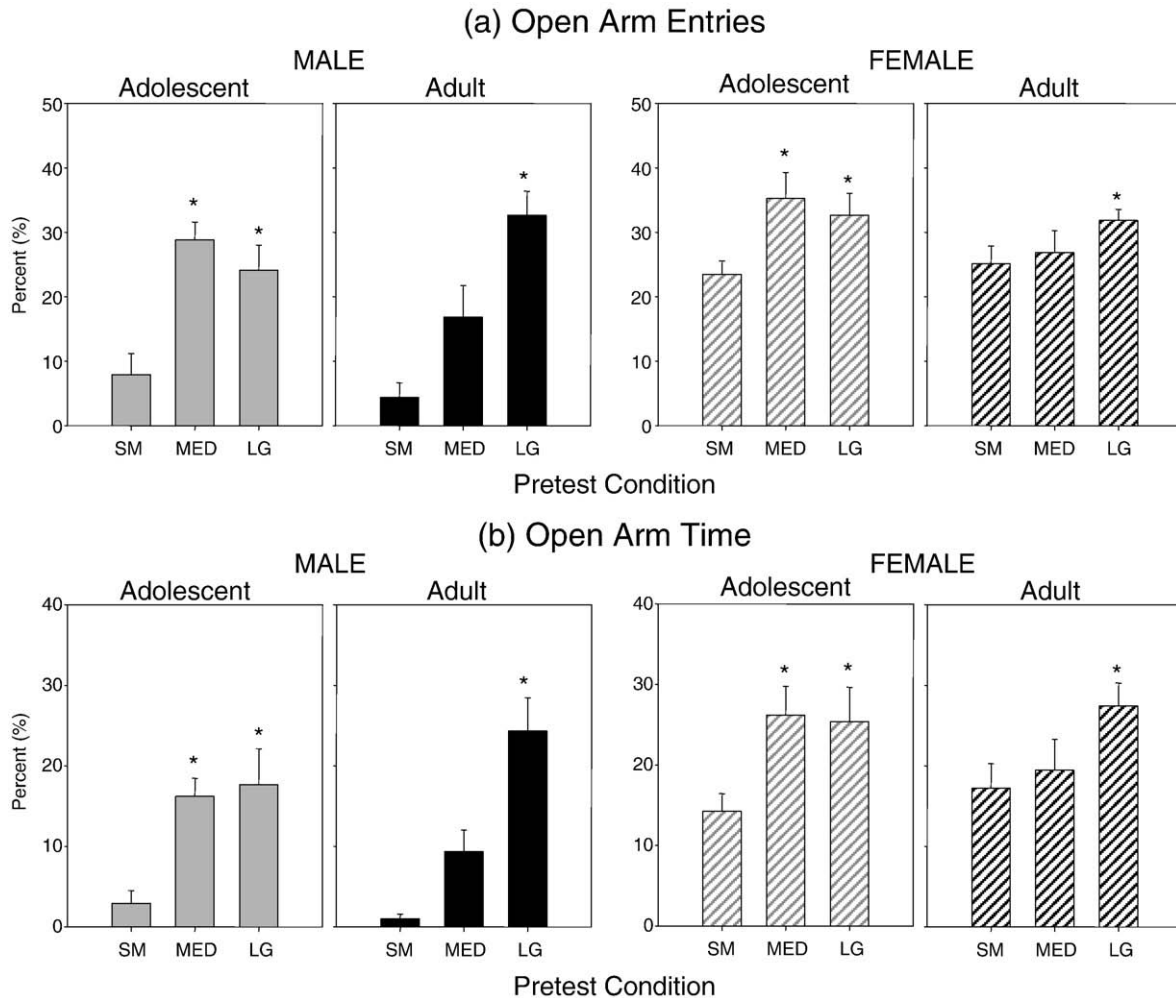 (a) Open Arm Entries
MALE
FEMALE
Adolescent
Adult
Adolescent
Adult
Percent (%)
50
40
30
20
10
0
*
*
*
50
40
30
20
10
0
*
*
*
SM MED LG
SM MED LG
SM MED LG
SM MED LG
Pretest Condition
(b) Open Arm Time
MALE
FEMALE
Adolescent
Adult
Adolescent
Adult
Percent (%)
40
30
20
10
0
*
*
*
40
30
20
10
0
*
*
*
SM MED LG
SM MED LG
SM MED LG
SM MED LG
Pretest Condition